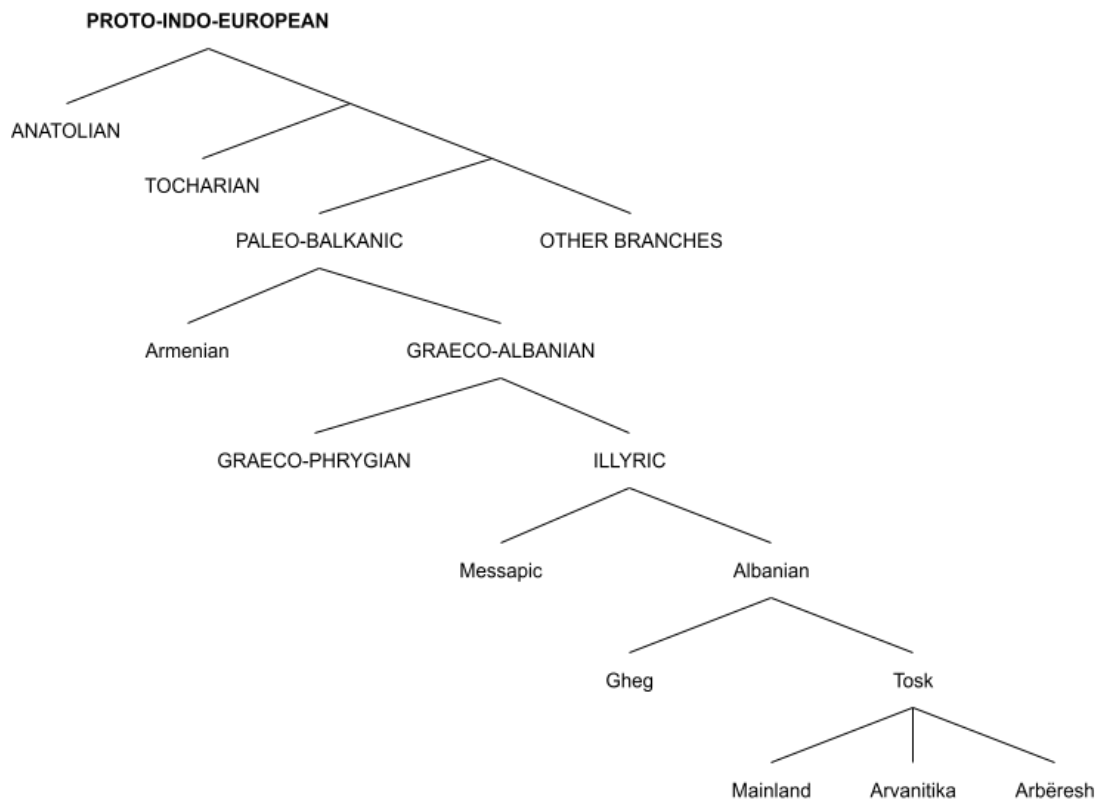 PROTO-INDO-EUROPEAN
ANATOLIAN
TOCHARIAN
PALEO-BALKANIC
OTHER BRANCHES
Armenian
GRAECO-ALBANIAN
GRAECO-PHRYGIAN
ILLYRIC
Messapic
Albanian
Gheg
Tosk
Mainland
Arvanitika
Arbëresh